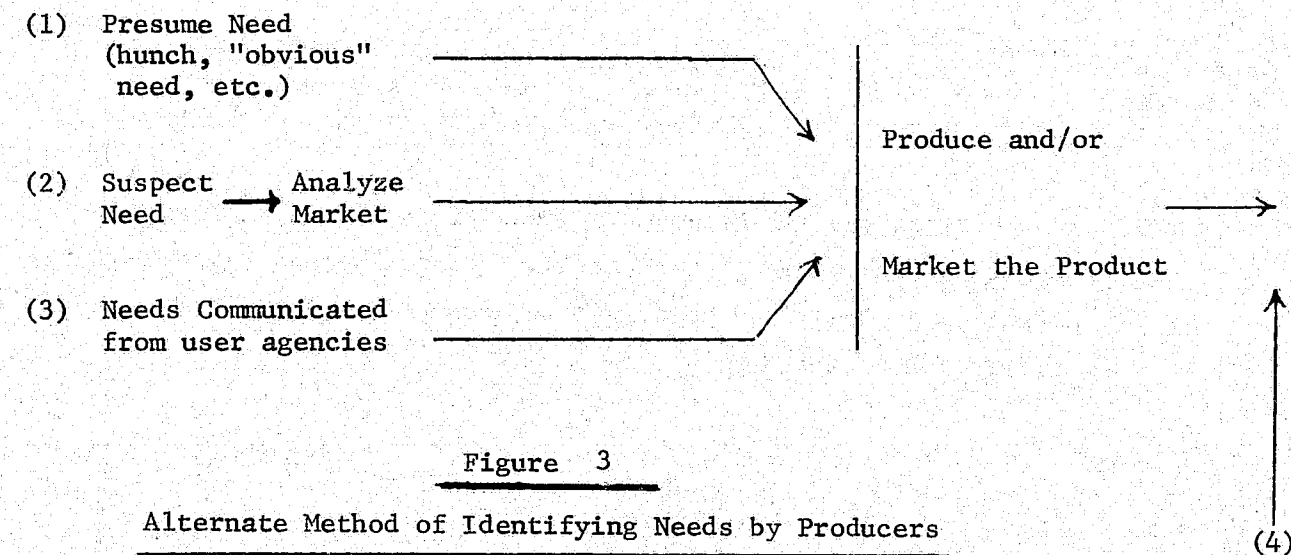 (1) Presume Need
(hunch, "obvious"
need, etc.)
Produce and/or
(2) Suspect Analyze
Need Market
Market the Product
(3) Needs Communicated
from user agencies
Figure 3
Alternate Method of Identifying Needs by Producers
(4)